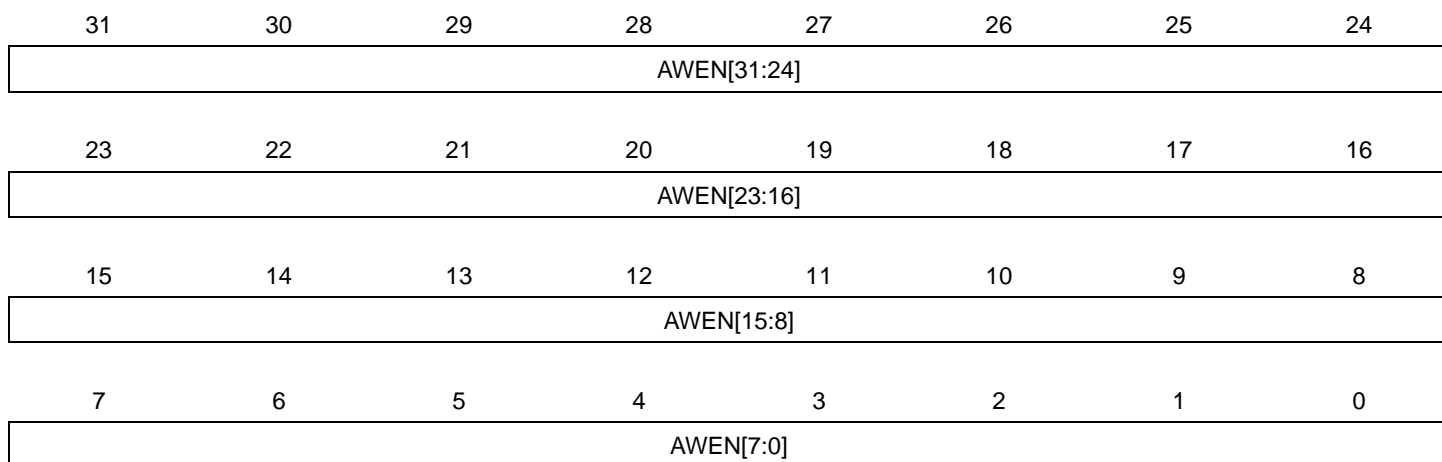 31 30 29 28 27 26 25 24
AWEN[31:24]
23 22 21 20 19 18 17 16
AWEN[23:16]
15 14 13 12 11 10 9 8
AWEN[15:8]
7 6 5 4 3 2 1 0
AWEN[7:0]